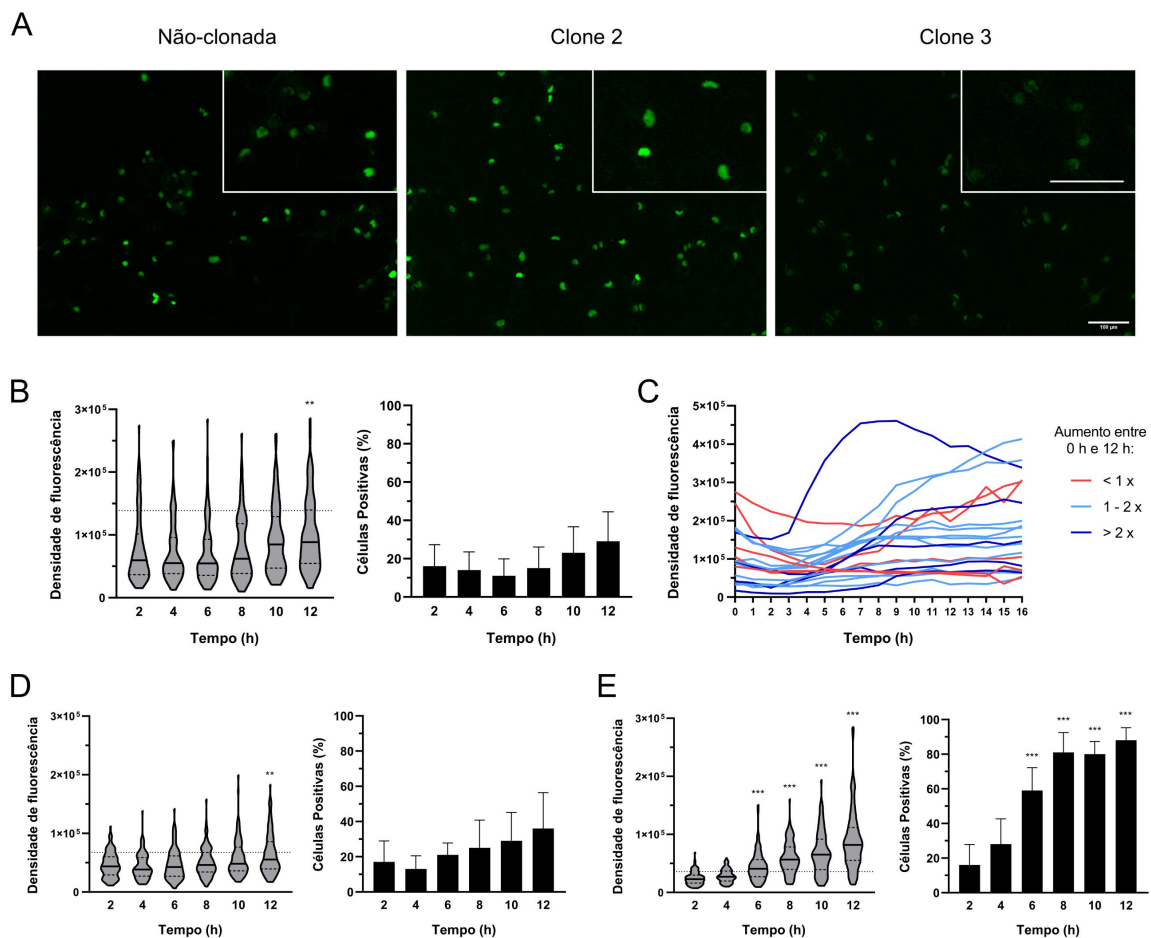 A
Não-clonada
Clone 2
Clone 3
100 µm
B
Densidade de fluorescência
3×10⁵
2×10⁵
1×10⁵
0
**
2 4 6 8 10 12
Tempo (h)
Células Positivas (%)
100
80
60
40
20
0
2 4 6 8 10 12
Tempo (h)
C
Densidade de fluorescência
5×10⁵
4×10⁵
3×10⁵
2×10⁵
1×10⁵
0
0 1 2 3 4 5 6 7 8 9 10 11 12 13 14 15 16
Tempo (h)
Aumento entre
0 h e 12 h:
< 1 x
1 - 2 x
> 2 x
D
Densidade de fluorescência
3×10⁵
2×10⁵
1×10⁵
0
**
2 4 6 8 10 12
Tempo (h)
Células Positivas (%)
100
80
60
40
20
0
2 4 6 8 10 12
Tempo (h)
E
Densidade de fluorescência
3×10⁵
2×10⁵
1×10⁵
0
*** *** *** ***
2 4 6 8 10 12
Tempo (h)
Células Positivas (%)
100
80
60
40
20
0
*** *** *** ***
2 4 6 8 10 12
Tempo (h)